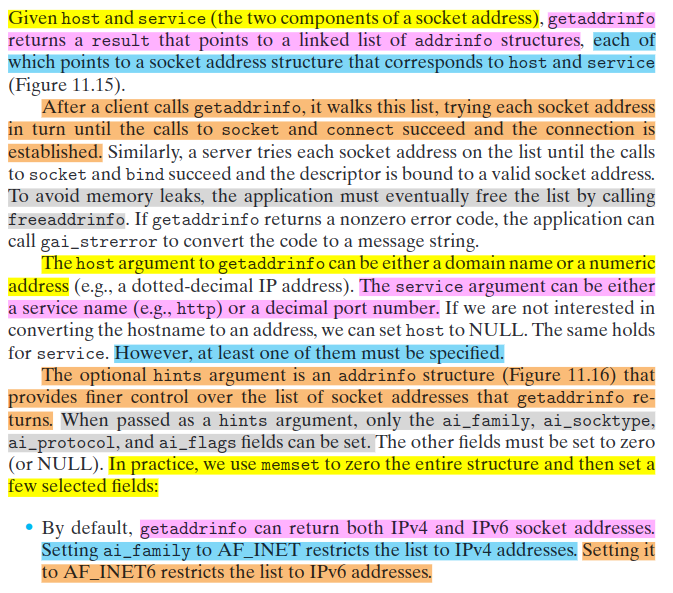 Given host and service (the two components of a socket address), getaddrinfo
returns a result that points to a linked list of addrinfo structures, each of
which points to a socket address structure that corresponds to host and service
(Figure 11.15).
After a client calls getaddrinfo, it walks this list, trying each socket address
in turn until the calls to socket and connect succeed and the connection is
established. Similarly, a server tries each socket address on the list until the calls
to socket and bind succeed and the descriptor is bound to a valid socket address.
To avoid memory leaks, the application must eventually free the list by calling
freeaddrinfo. If getaddrinfo returns a nonzero error code, the application can
call gai_strerror to convert the code to a message string.
The host argument to getaddrinfo can be either a domain name or a numeric
address (e.g., a dotted-decimal IP address). The service argument can be either
a service name (e.g., http) or a decimal port number. If we are not interested in
converting the hostname to an address, we can set host to NULL. The same holds
for service. However, at least one of them must be specified.
The optional hints argument is an addrinfo structure (Figure 11.16) that
provides finer control over the list of socket addresses that getaddrinfo re-
turns. When passed as a hints argument, only the ai_family, ai_socktype,
ai_protocol, and ai_flags fields can be set. The other fields must be set to zero
(or NULL). In practice, we use memset to zero the entire structure and then set a
few selected fields:
• By default, getaddrinfo can return both IPv4 and IPv6 socket addresses.
Setting ai_family to AF_INET restricts the list to IPv4 addresses. Setting it
to AF_INET6 restricts the list to IPv6 addresses.